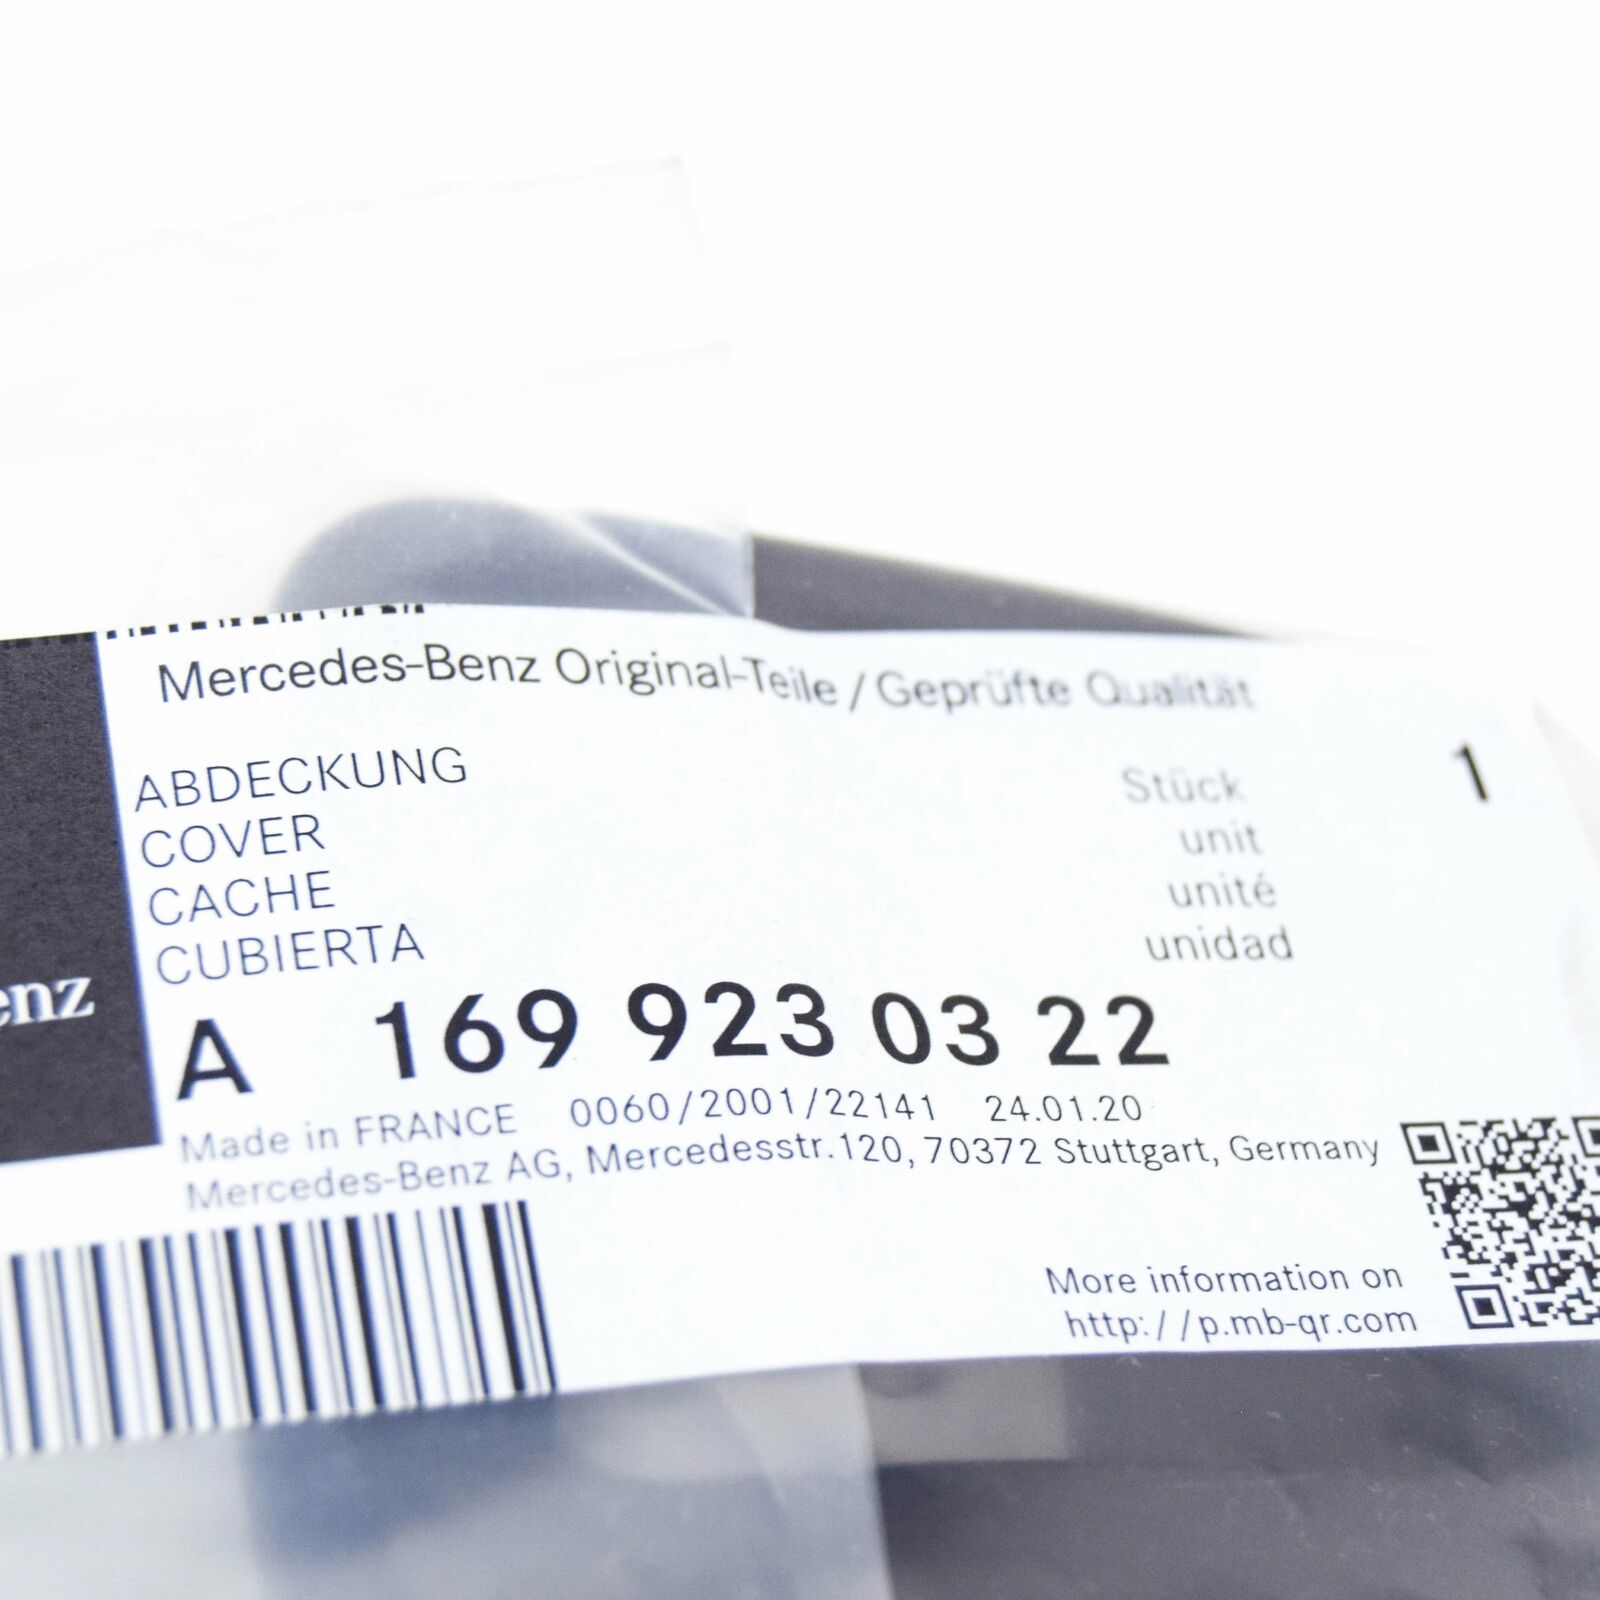 Mercedes-Benz Original-Teile / Geprüfte Qualität
ABDECKUNG
COVER
CACHE
CUBIERTA
Stück 1
unit
unité
unidad
enz
A 169 923 03 22
Made in FRANCE 0060/2001/22141 24.01.20
Mercedes-Benz AG, Mercedesstr.120, 70372 Stuttgart, Germany
More information on
http://p.mb-qr.com